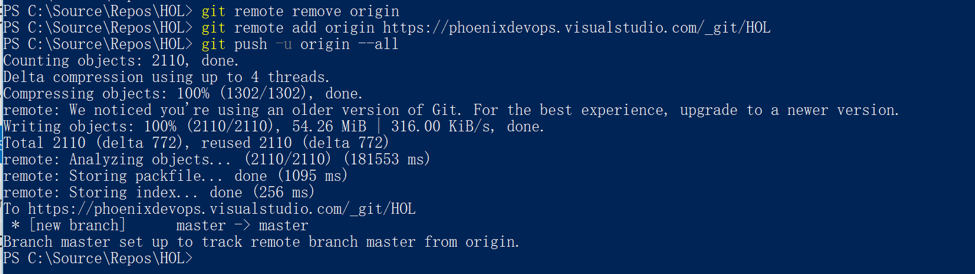 PS C:\Source\Repos\HOL> git remote remove origin
PS C:\Source\Repos\HOL> git remote add origin https://phoenixdevops.visualstudio.com/_git/HOL
PS C:\Source\Repos\HOL> git push -u origin --all
Counting objects: 2110, done.
Delta compression using up to 4 threads.
Compressing objects: 100% (1302/1302), done.
remote: We noticed you're using an older version of Git. For the best experience, upgrade to a newer version.
Writing objects: 100% (2110/2110), 54.26 MiB | 316.00 KiB/s, done.
Total 2110 (delta 772), reused 2110 (delta 772)
remote: Analyzing objects... (2110/2110) (181553 ms)
remote: Storing packfile... done (1095 ms)
remote: Storing index... done (256 ms)
To https://phoenixdevops.visualstudio.com/_git/HOL
 * [new branch]      master -> master
Branch master set up to track remote branch master from origin.
PS C:\Source\Repos\HOL>